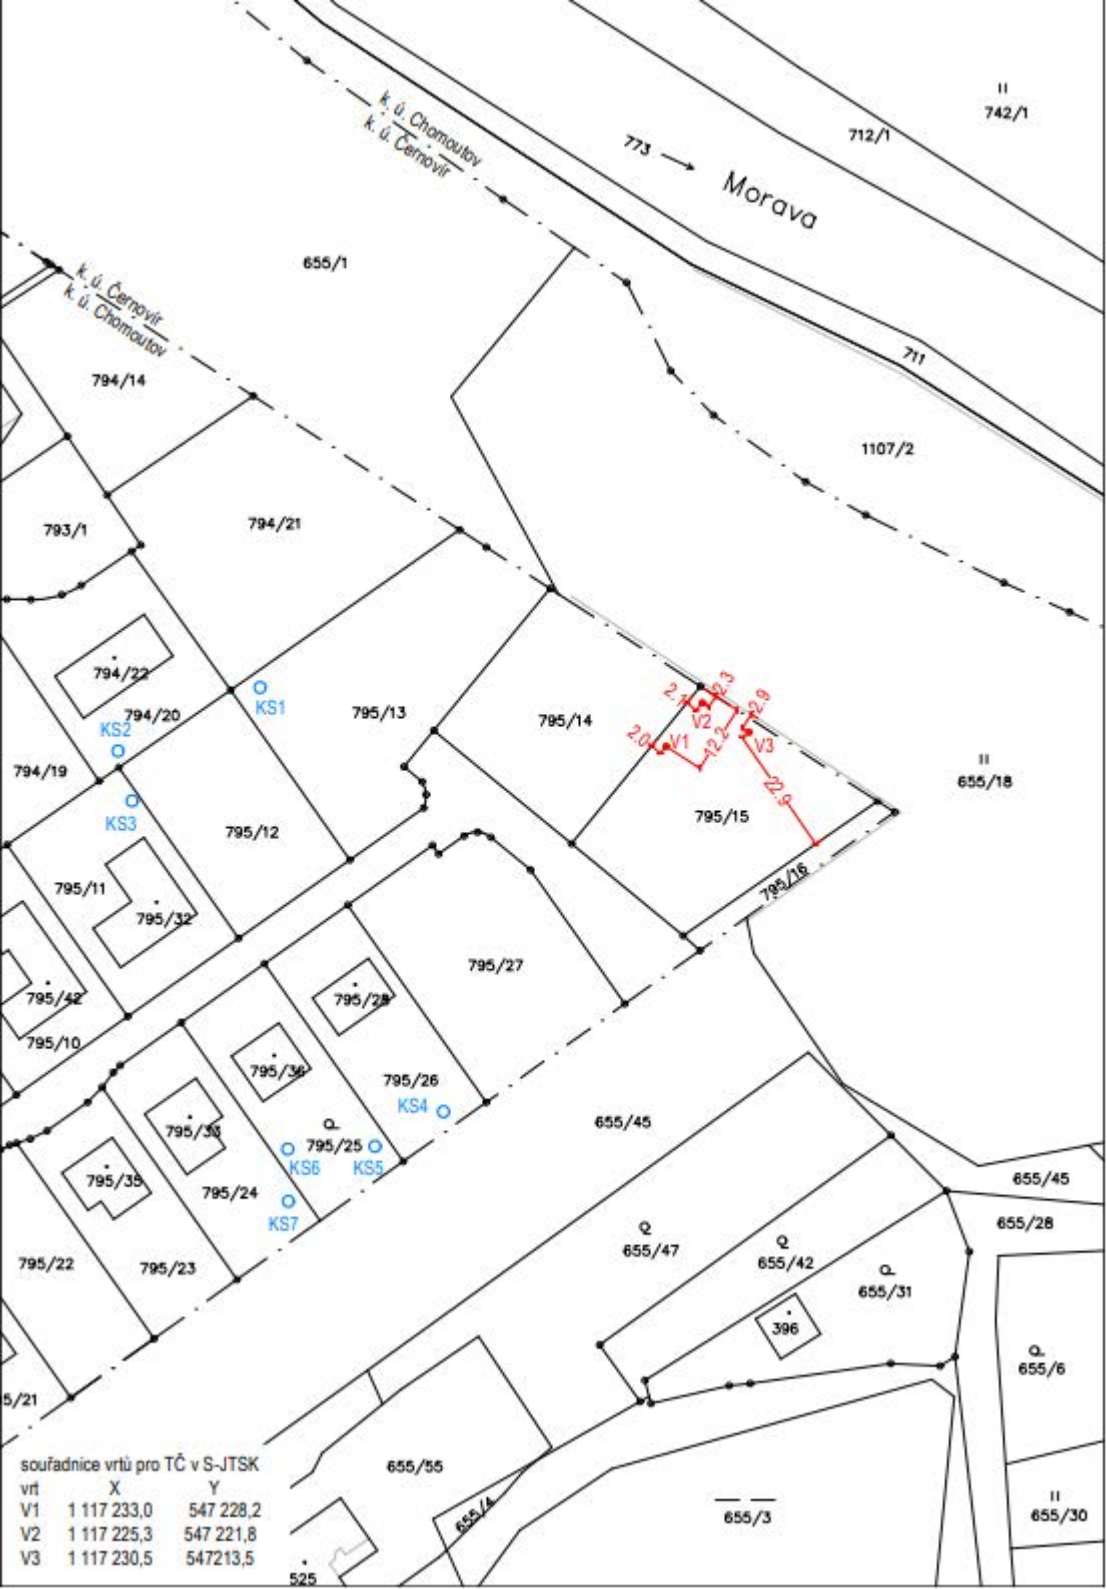 742/1
712/1
773
Morava
k. ú. Chomoutov
k. ú. Černovír
655/1
k. ú. Černovír
k. ú. Chomoutov
711
794/14
1107/2
793/1
794/21
794/22
794/20
KS1
KS2
795/13
795/14
2.1
2.3
V2
2.9
2.0
V1
12.2
V3
22.9
794/19
KS3
795/12
795/15
655/18
795/11
795/16
795/32
795/27
795/42
795/28
795/10
795/36
795/26
KS4
795/33
795/25
655/45
KS6
KS5
795/35
795/24
KS7
655/45
655/28
655/47
655/42
655/31
795/22
795/23
396
655/6
5/21
souřadnice vrtů pro TČ v S-JTSK
vrt X Y
V1 1 117 233,0 547 228,2
V2 1 117 225,3 547 221,8
V3 1 117 230,5 547213,5
655/55
655/4
655/3
655/30
525